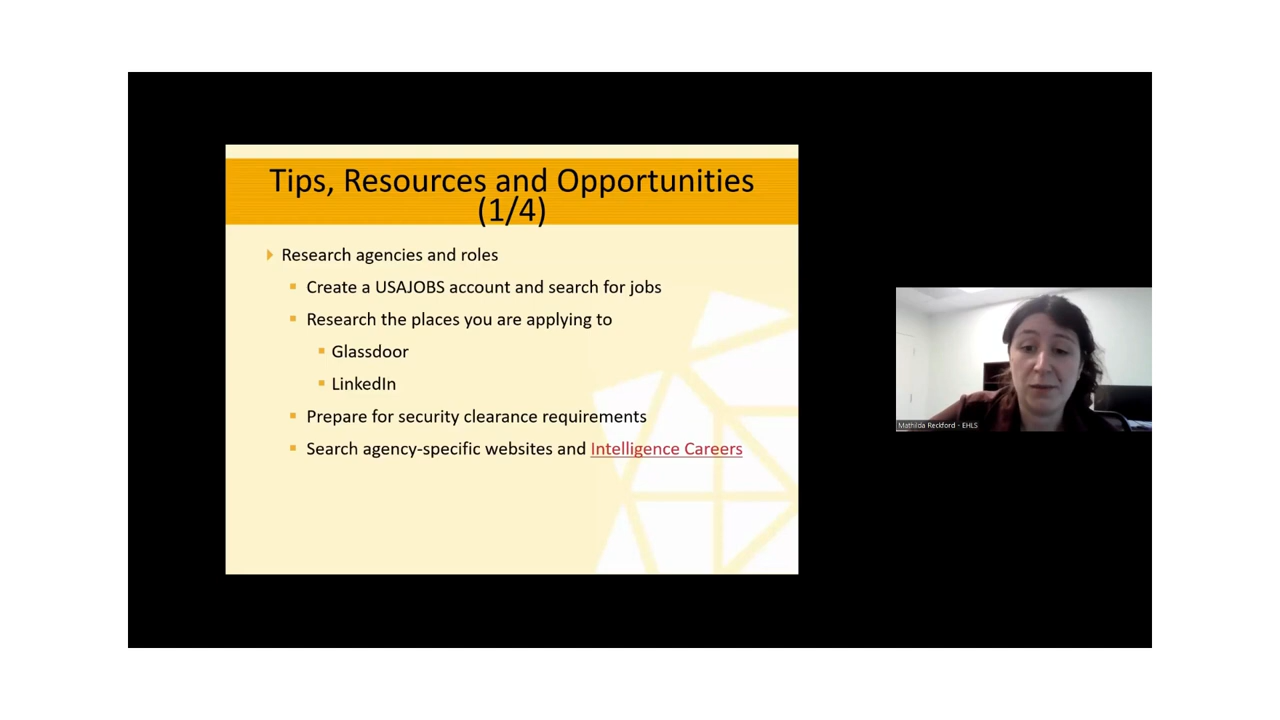 Tips, Resources and Opportunities
(1/4)
Research agencies and roles
Create a USAJOBS account and search for jobs
Research the places you are applying to
Glassdoor
LinkedIn
Prepare for security clearance requirements
Search agency-specific websites and Intelligence Careers
Mathilda Reckford - EHLS